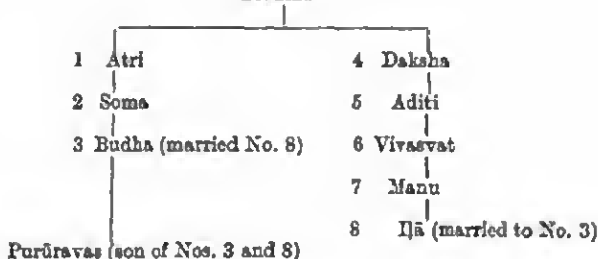 1 Atri
4 Daksha
2 Soma
5 Aditi
3 Budha (married No. 8)
6 Vivasvat
7 Manu
8 Iḷā (married to No. 3)
Purūravas (son of Nos. 3 and 8)